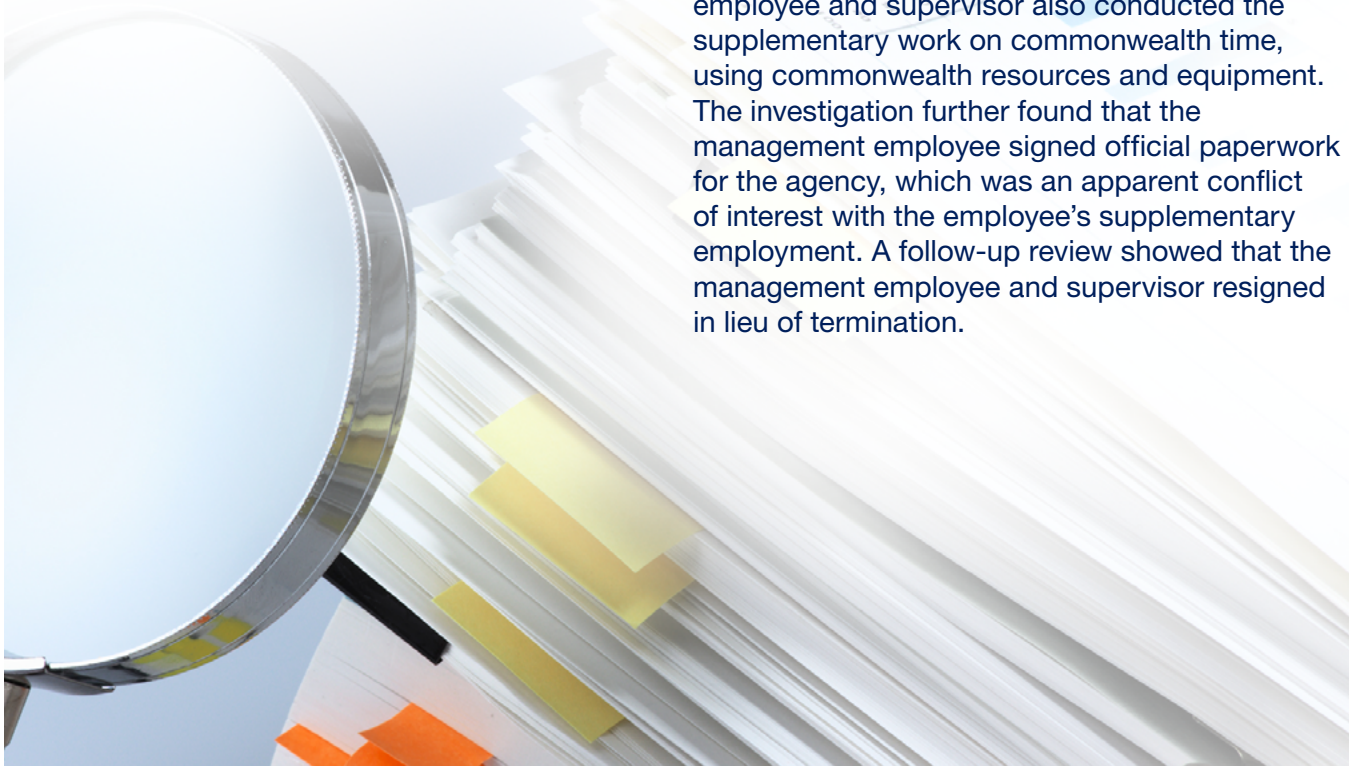 employee and supervisor also conducted the
supplementary work on commonwealth time,
using commonwealth resources and equipment.
The investigation further found that the
management employee signed official paperwork
for the agency, which was an apparent conflict
of interest with the employee’s supplementary
employment. A follow-up review showed that the
management employee and supervisor resigned
in lieu of termination.